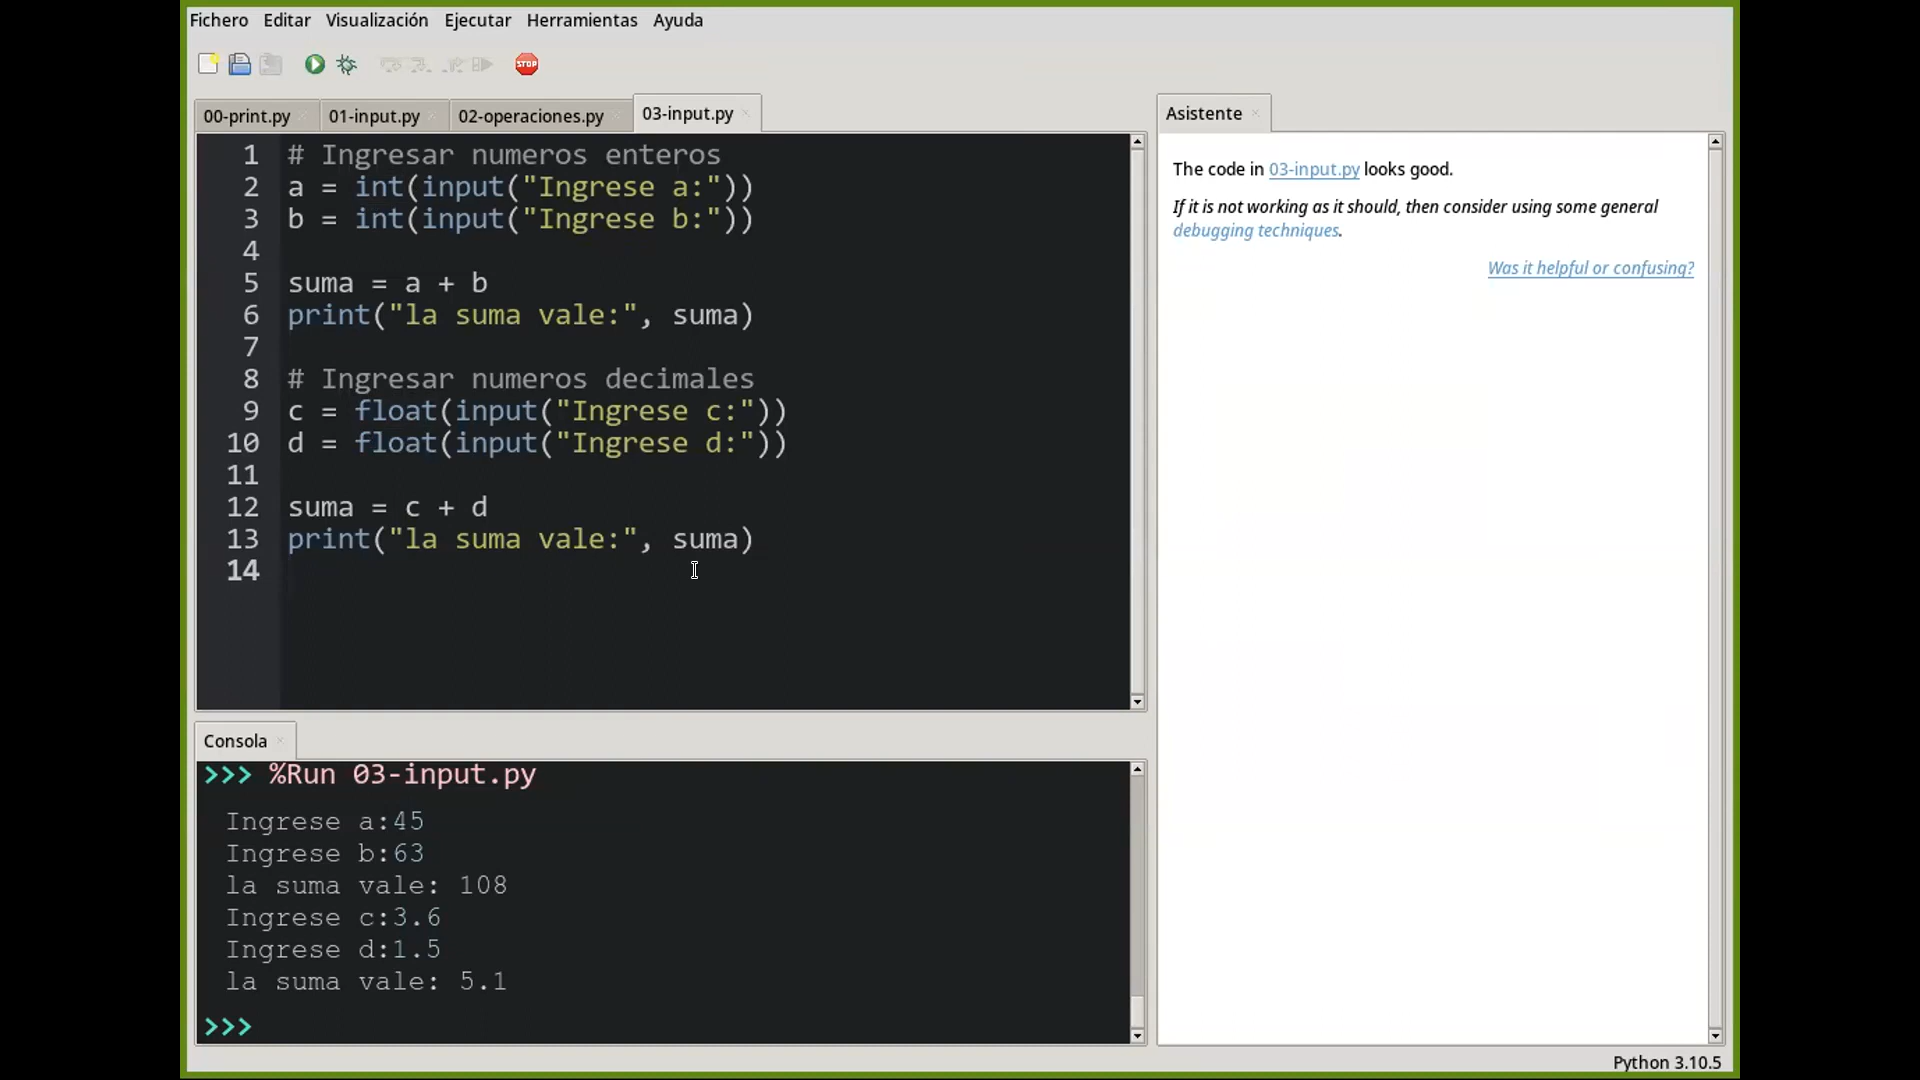 Fichero Editar Visualización Ejecutar Herramientas Ayuda
STOP
00-print.py 01-input.py 02-operaciones.py 03-input.py
1 # Ingresar numeros enteros
2 a = int(input("Ingrese a:"))
3 b = int(input("Ingrese b:"))
4
5 suma = a + b
6 print("la suma vale:", suma)
7
8 # Ingresar numeros decimales
9 c = float(input("Ingrese c:"))
10 d = float(input("Ingrese d:"))
11
12 suma = c + d
13 print("la suma vale:", suma)
14
Consola
>>> %Run 03-input.py
Ingrese a:45
Ingrese b:63
la suma vale: 108
Ingrese c:3.6
Ingrese d:1.5
la suma vale: 5.1
>>>
Asistente
The code in 03-input.py looks good.
If it is not working as it should, then consider using some general
debugging techniques.
Was it helpful or confusing?
Python 3.10.5